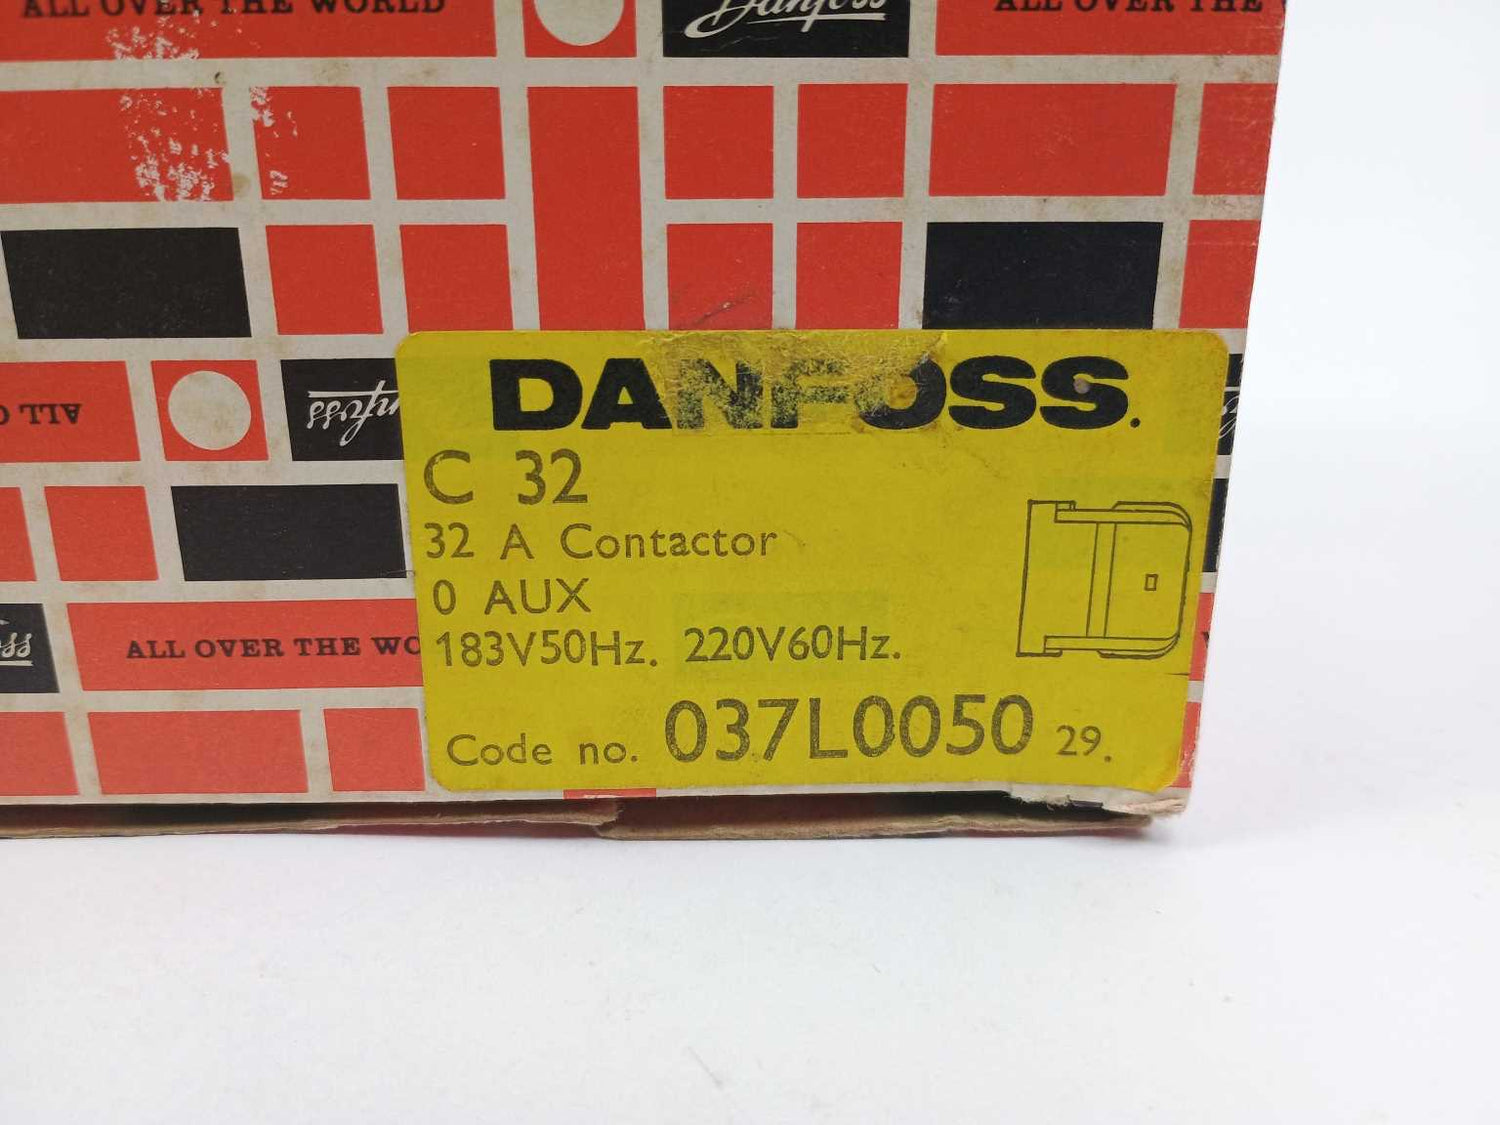 ALL OVER THE WORLD
Danfoss
ALL OVER THE
ALL
DANFOSS.
C 32
32 A Contactor
0 AUX
183V50Hz. 220V60Hz.
ALL OVER THE WO
Code no. 037L0050 29.